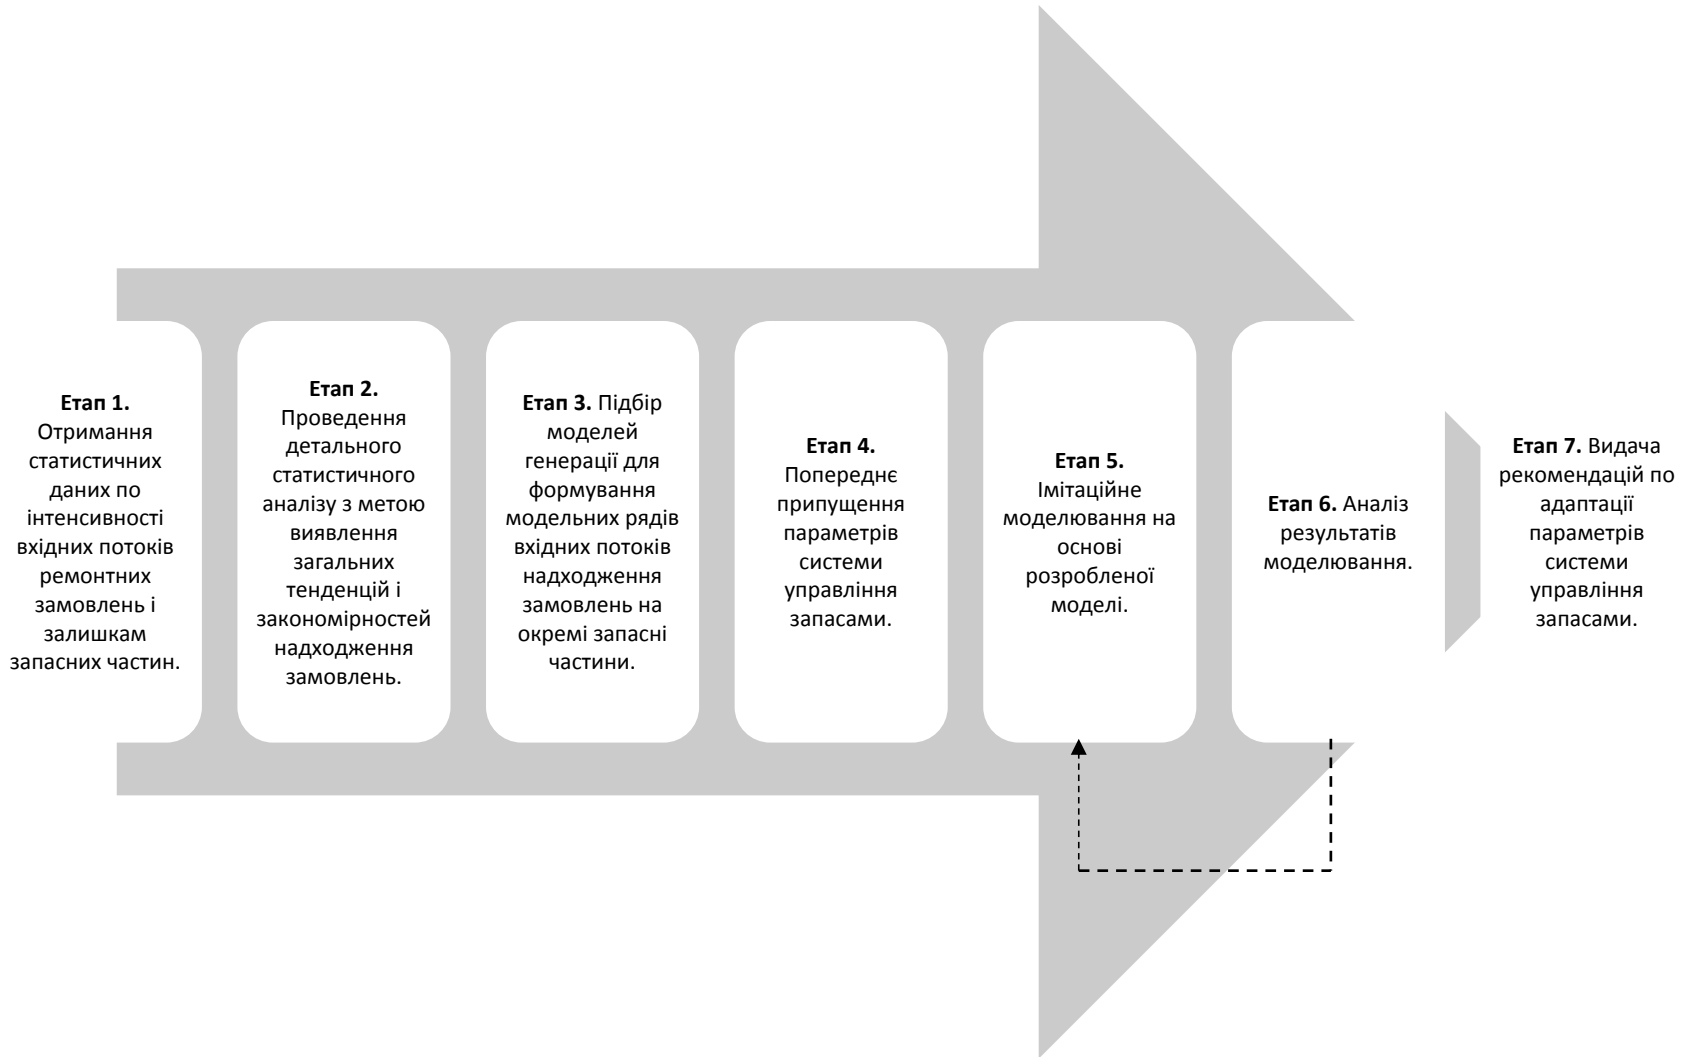 Етап 1.
Отримання
статистичних
даних по
інтенсивності
вхідних потоків
ремонтних
замовлень і
залишкам
запасних частин.
Етап 2.
Проведення
детального
статистичного
аналізу з метою
виявлення
загальних
тенденцій і
закономірностей
надходження
замовлень.
Етап 3. Підбір
моделей
генерації для
формування
модельних рядів
вхідних потоків
надходження
замовлень на
окремі запасні
частини.
Етап 4.
Попереднє
припущення
параметрів
системи
управління
запасами.
Етап 5.
Імітаційне
моделювання на
основі
розробленої
моделі.
Етап 6. Аналіз
результатів
моделювання.
Етап 7. Видача
рекомендацій по
адаптації
параметрів
системи
управління
запасами.